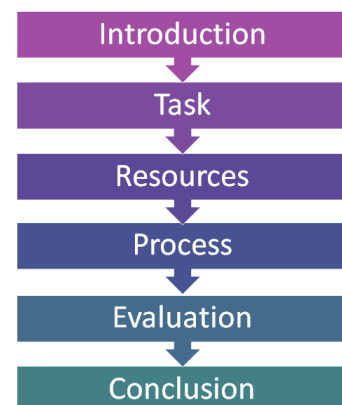 Introduction
Task
Resources
Process
Evaluation
Conclusion